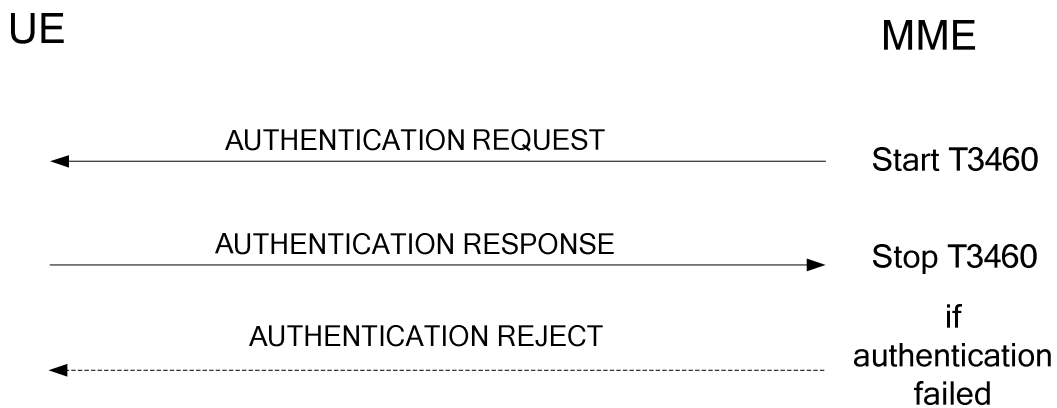 UE
MME
AUTHENTICATION REQUEST
Start T3460
AUTHENTICATION RESPONSE
Stop T3460
AUTHENTICATION REJECT
if
authentication
failed